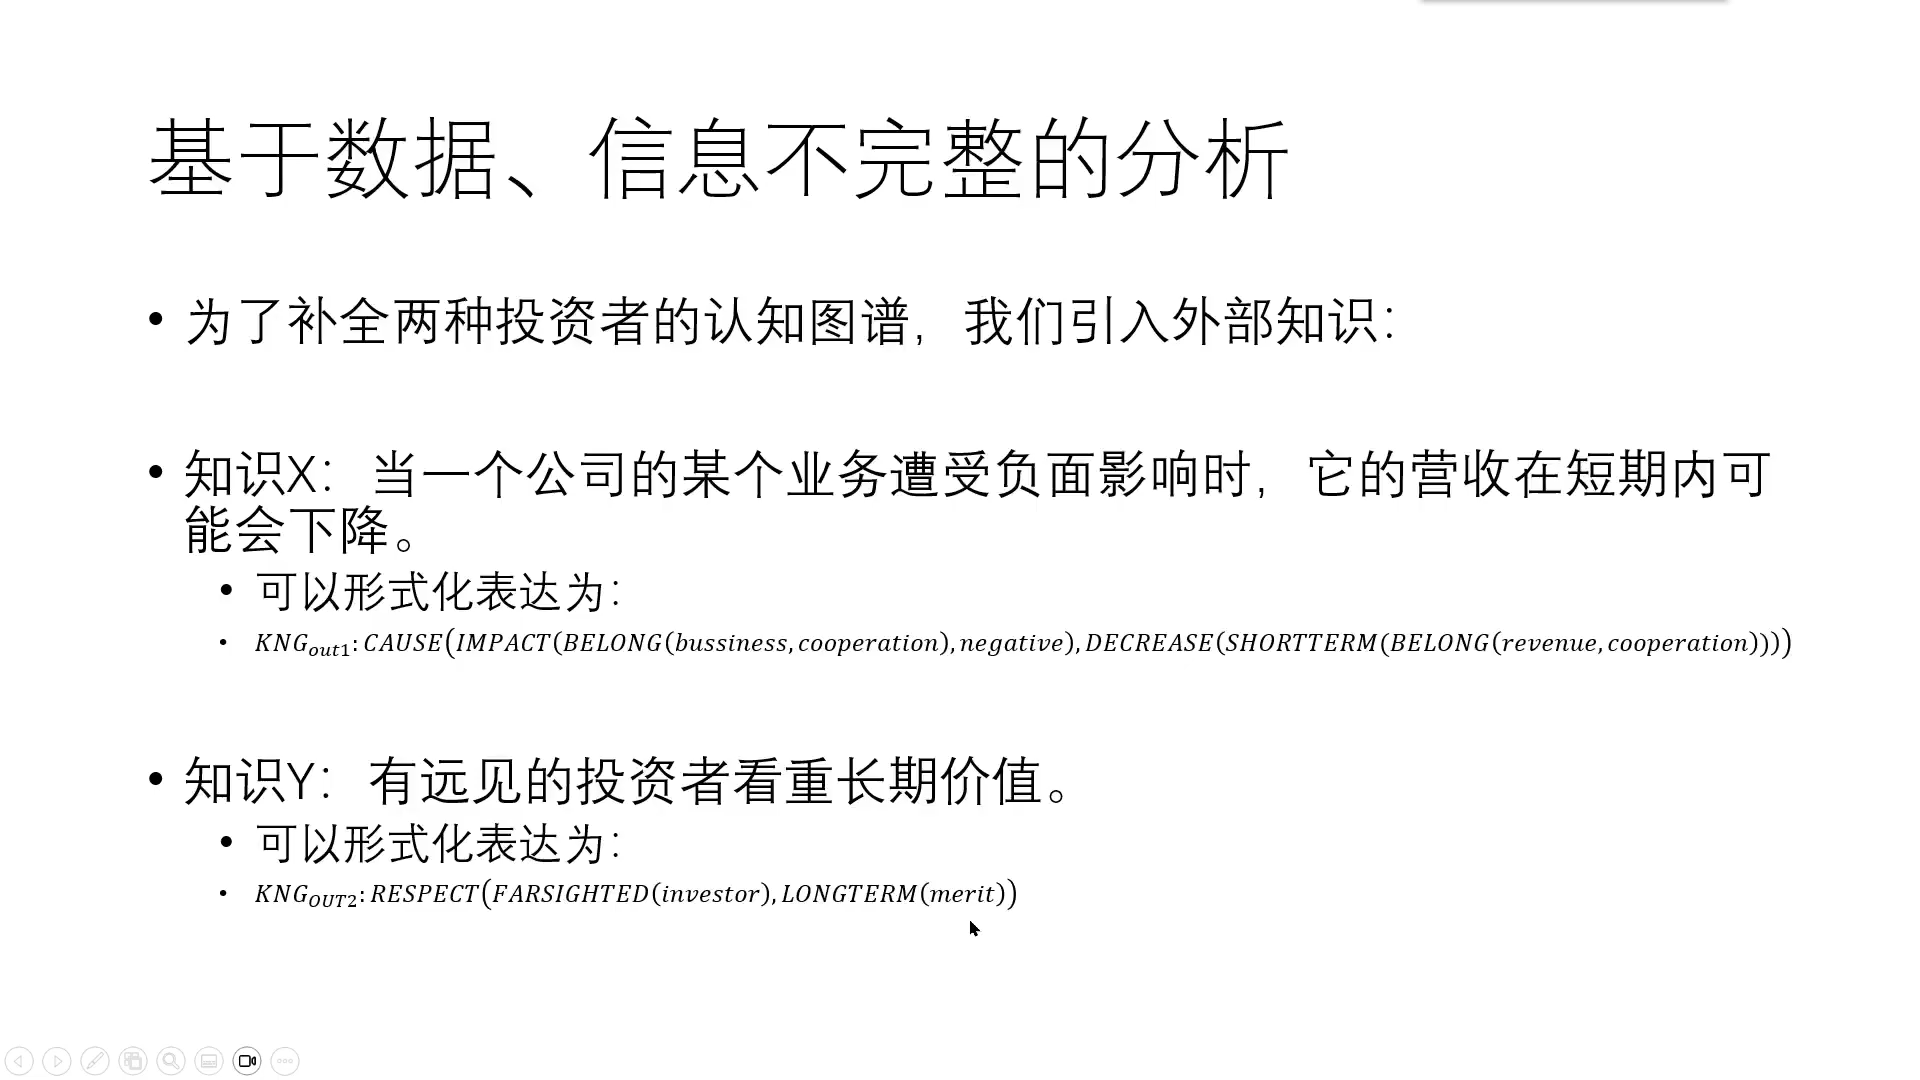 基于数据、信息不完整的分析
• 为了补全两种投资者的认知图谱，我们引入外部知识：
• 知识X：当一个公司的某个业务遭受负面影响时，它的营收在短期内可
能会下降。
• 可以形式化表达为：
• KNG_out1: CAUSE(IMPACT(BELONG(bussiness, cooperation), negative), DECREASE(SHORTTERM(BELONG(revenue, cooperation))))
• 知识Y：有远见的投资者看重长期价值。
• 可以形式化表达为：
• KNG_OUT2: RESPECT(FARSIGHTED(investor), LONGTERM(merit))